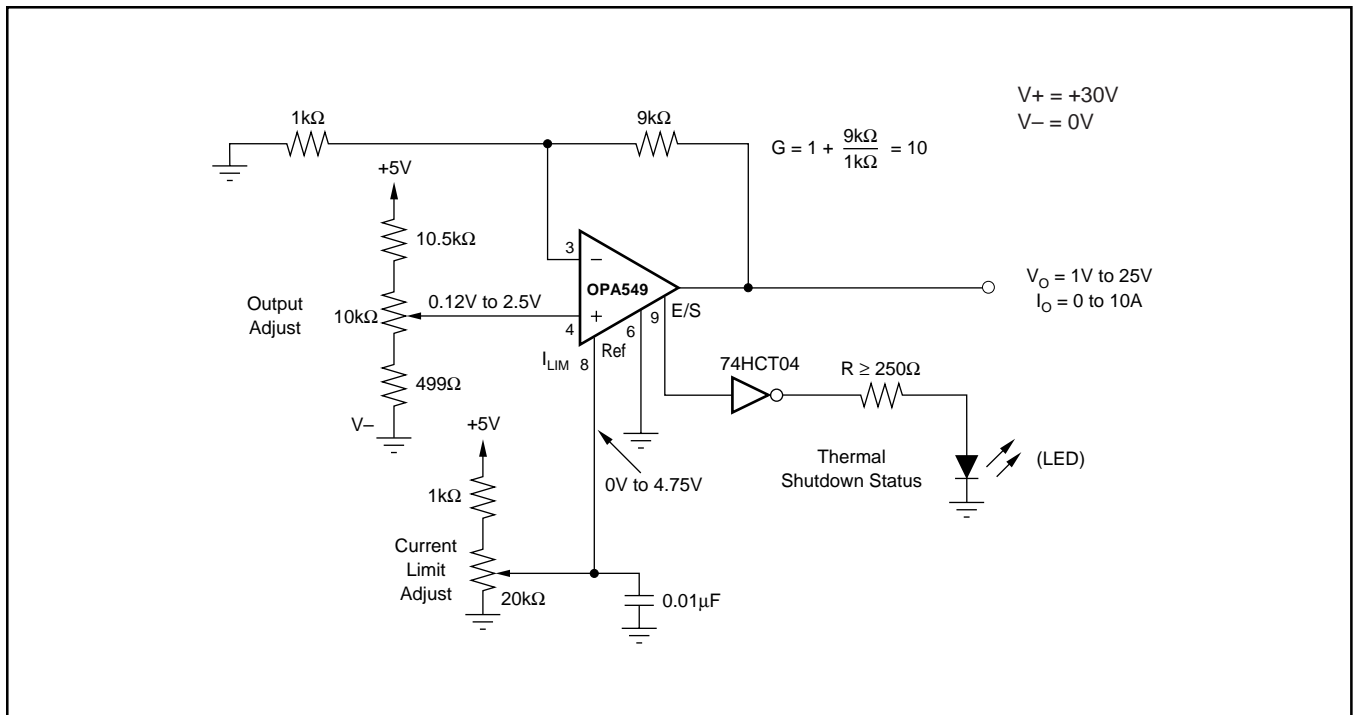 V+ = +30V
V– = 0V
1kΩ
9kΩ
G = 1 + 9kΩ/1kΩ = 10
+5V
10.5kΩ
Output
Adjust
10kΩ
0.12V to 2.5V
499Ω
V–
3
–
OPA549
+
4
9
E/S
6
Ref
I_LIM
8
V_O = 1V to 25V
I_O = 0 to 10A
74HCT04
R ≥ 250Ω
Thermal
Shutdown Status
(LED)
+5V
0V to 4.75V
1kΩ
Current
Limit
Adjust
20kΩ
0.01μF